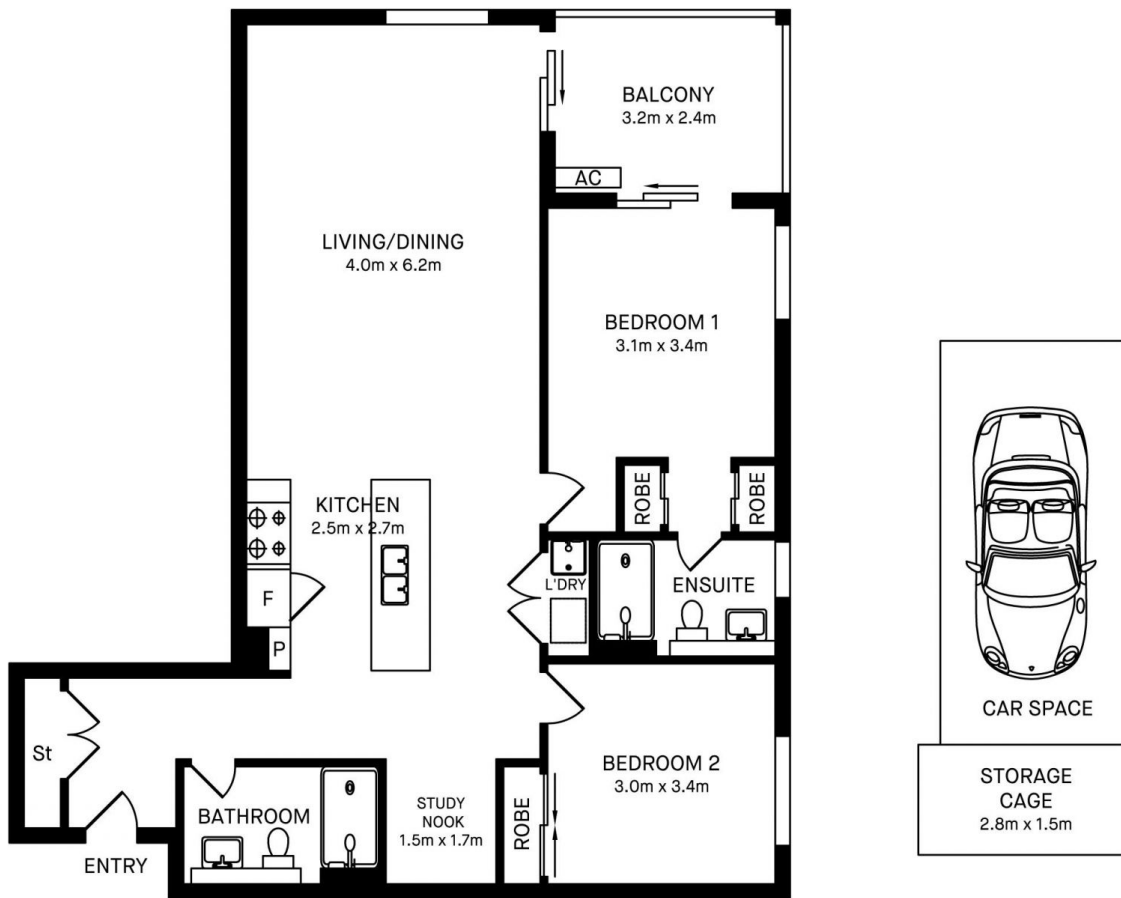 BALCONY
3.2m x 2.4m
AC
LIVING/DINING
4.0m x 6.2m
BEDROOM 1
3.1m x 3.4m
ROBE
ROBE
KITCHEN
2.5m x 2.7m
F
P
L'DRY
ENSUITE
St
BATHROOM
ENTRY
STUDY
NOOK
1.5m x 1.7m
ROBE
BEDROOM 2
3.0m x 3.4m
CAR SPACE
STORAGE
CAGE
2.8m x 1.5m